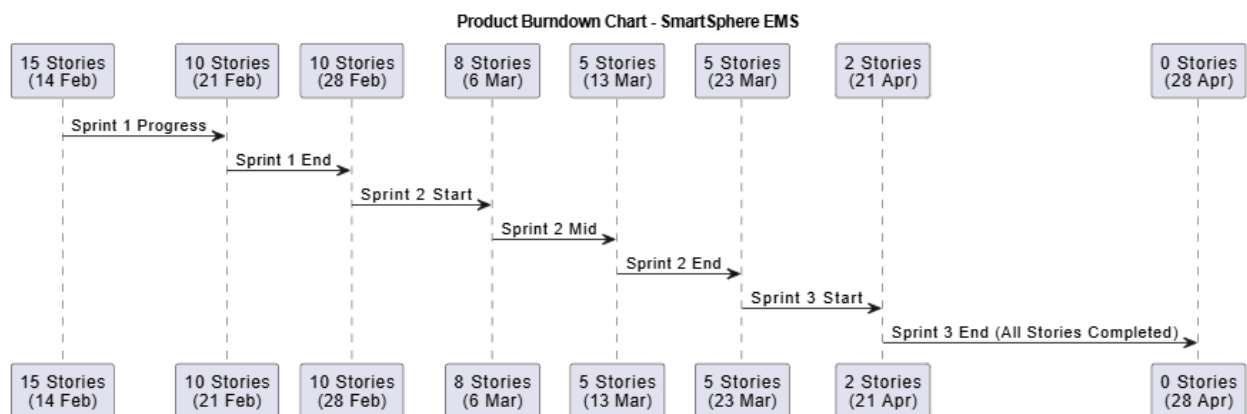 Product Burndown Chart - SmartSphere EMS
15 Stories
(14 Feb)
10 Stories
(21 Feb)
10 Stories
(28 Feb)
8 Stories
(6 Mar)
5 Stories
(13 Mar)
5 Stories
(23 Mar)
2 Stories
(21 Apr)
0 Stories
(28 Apr)
Sprint 1 Progress
Sprint 1 End
Sprint 2 Start
Sprint 2 Mid
Sprint 2 End
Sprint 3 Start
Sprint 3 End (All Stories Completed)
15 Stories
(14 Feb)
10 Stories
(21 Feb)
10 Stories
(28 Feb)
8 Stories
(6 Mar)
5 Stories
(13 Mar)
5 Stories
(23 Mar)
2 Stories
(21 Apr)
0 Stories
(28 Apr)